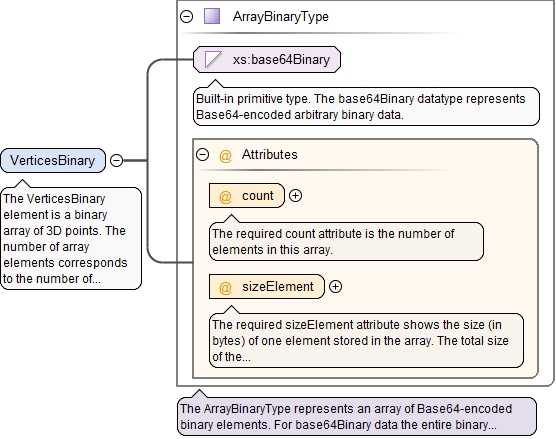 ArrayBinaryType
xs:base64Binary
Built-in primitive type. The base64Binary datatype represents
Base64-encoded arbitrary binary data.
VerticesBinary
The VerticesBinary
element is a binary
array of 3D points. The
number of array
elements corresponds
to the number of...
@ Attributes
@ count
The required count attribute is the number of
elements in this array.
@ sizeElement
The required sizeElement attribute shows the size (in
bytes) of one element stored in the array. The total size
of the...
The ArrayBinaryType represents an array of Base64-encoded
binary elements. For base64Binary data the entire binary...